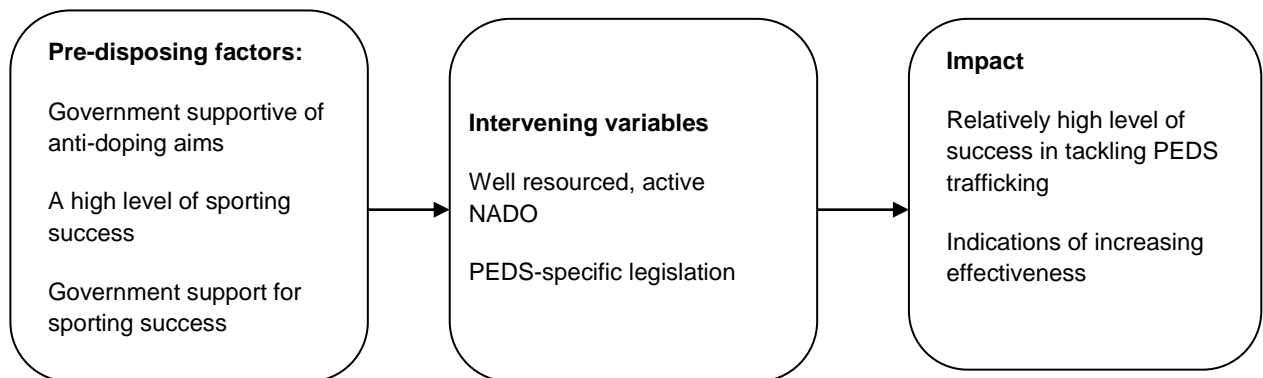 Pre-disposing factors:
Government supportive of
anti-doping aims
A high level of sporting
success
Government support for
sporting success
Intervening variables
Well resourced, active
NADO
PEDS-specific legislation
Impact
Relatively high level of
success in tackling PEDS
trafficking
Indications of increasing
effectiveness